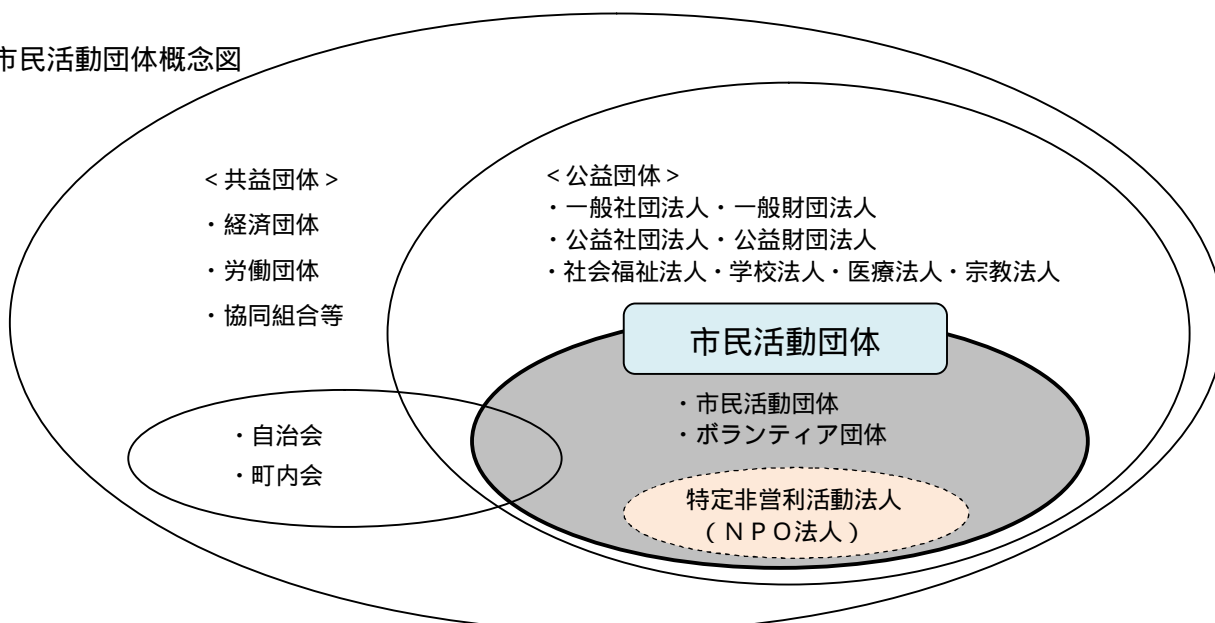 市民活動団体概念図
＜共益団体＞
・経済団体
・労働団体
・協同組合等
＜公益団体＞
・一般社団法人・一般財団法人
・公益社団法人・公益財団法人
・社会福祉法人・学校法人・医療法人・宗教法人
市民活動団体
・市民活動団体
・ボランティア団体
・自治会
・町内会
特定非営利活動法人
（ＮＰＯ法人）